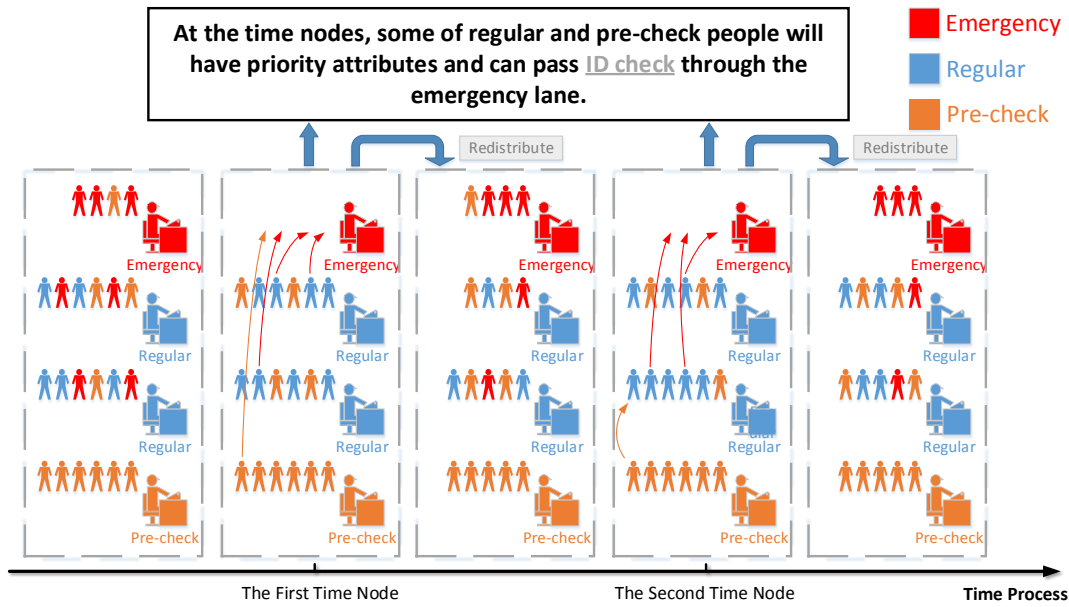 At the time nodes, some of regular and pre-check people will
have priority attributes and can pass ID check through the
emergency lane.
Emergency
Regular
Pre-check
Redistribute
Redistribute
Emergency
Regular
Regular
Pre-check
Emergency
Regular
Regular
Pre-check
Emergency
Regular
Regular
Pre-check
Emergency
Regular
Regular
Pre-check
Emergency
Regular
Regular
Pre-check
The First Time Node
The Second Time Node
Time Process